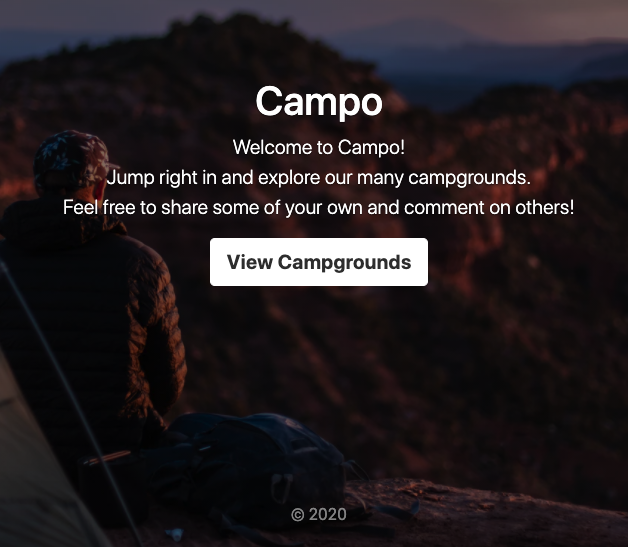 Campo
Welcome to Campo!
Jump right in and explore our many campgrounds.
Feel free to share some of your own and comment on others!
View Campgrounds
© 2020